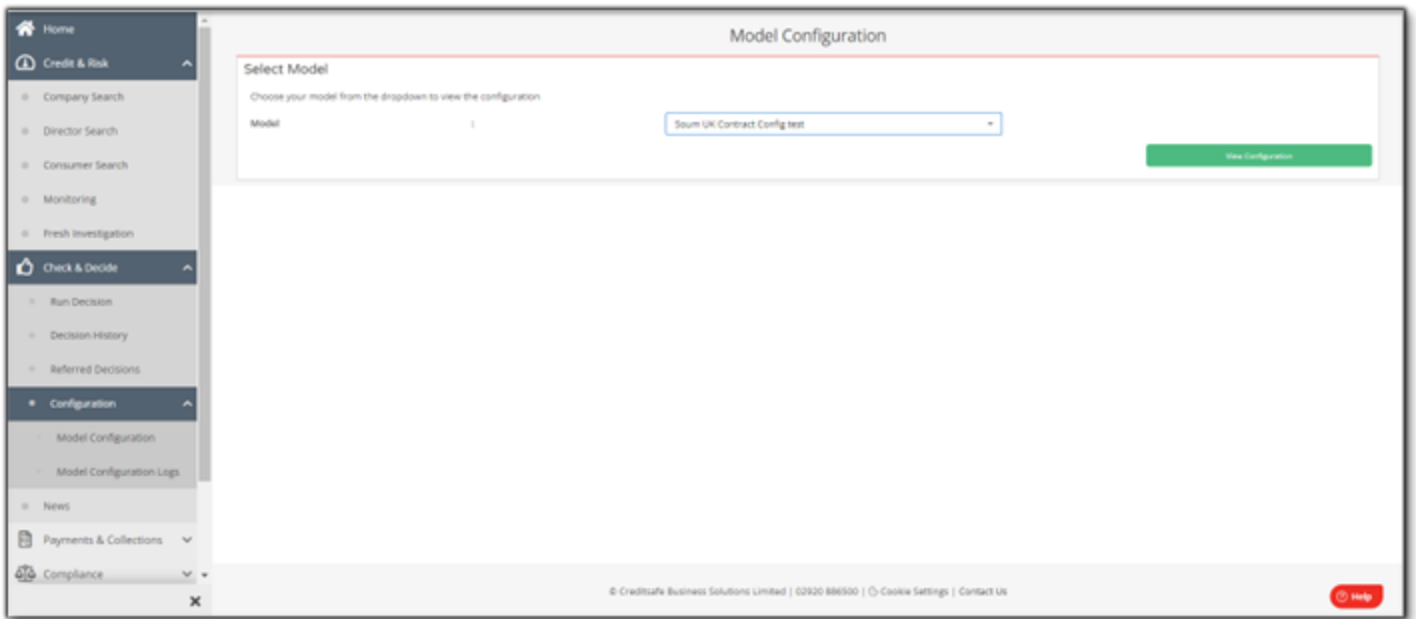 Home
Credit & Risk
Company Search
Director Search
Consumer Search
Monitoring
Fresh Investigation
Check & Decide
Run Decision
Decision History
Referred Decisions
Configuration
Model Configuration
Model Configuration Logs
News
Payments & Collections
Compliance
Model Configuration
Select Model
Choose your model from the dropdown to view the configuration
Model : Soum UK Contract Config test
View Configuration
© Creditsafe Business Solutions Limited | 02920 886500 | Cookie Settings | Contact Us
Help